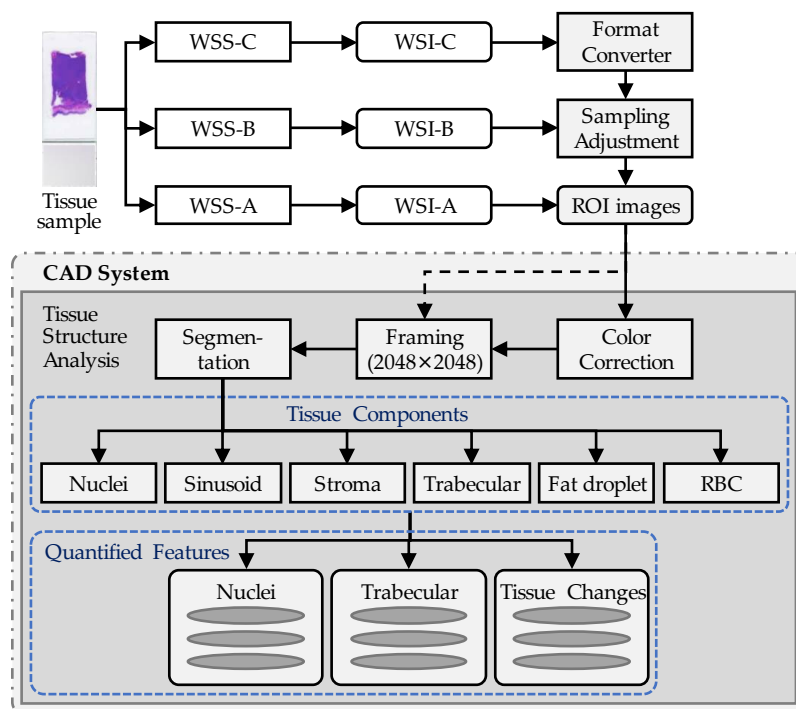 WSS-C
WSI-C
Format
Converter
WSS-B
WSI-B
Sampling
Adjustment
Tissue
sample
WSS-A
WSI-A
ROI images
CAD System
Tissue
Structure
Analysis
Segmen-
tation
Framing
(2048×2048)
Color
Correction
Tissue Components
Nuclei
Sinusoid
Stroma
Trabecular
Fat droplet
RBC
Quantified Features
Nuclei
Trabecular
Tissue Changes